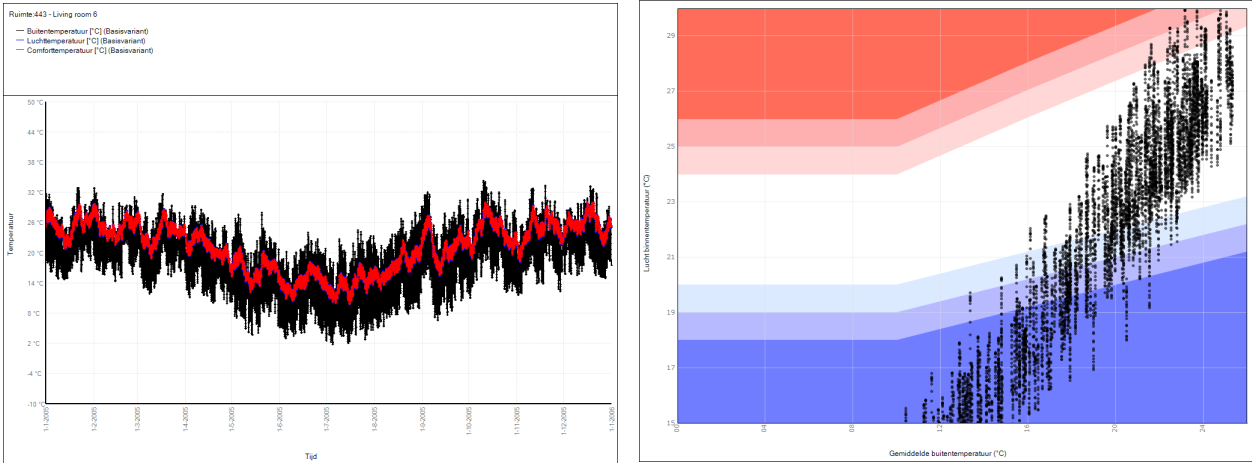 Ruimte:443 - Living room 6
Buitentemperatuur [°C] (Basisvariant)
Luchttemperatuur [°C] (Basisvariant)
Comforttemperatuur [°C] (Basisvariant)
Temperatuur
50 °C
44 °C
38 °C
32 °C
26 °C
20 °C
14 °C
8 °C
2 °C
-4 °C
-10 °C
1-1-2005
1-2-2005
1-3-2005
1-4-2005
1-5-2005
1-6-2005
1-7-2005
1-8-2005
1-9-2005
1-10-2005
1-11-2005
1-12-2005
1-1-2006
Tijd
Lucht binnentemperatuur (°C)
29
27
25
23
21
19
17
15
00
04
08
12
16
20
24
Gemiddelde buitentemperatuur (°C)